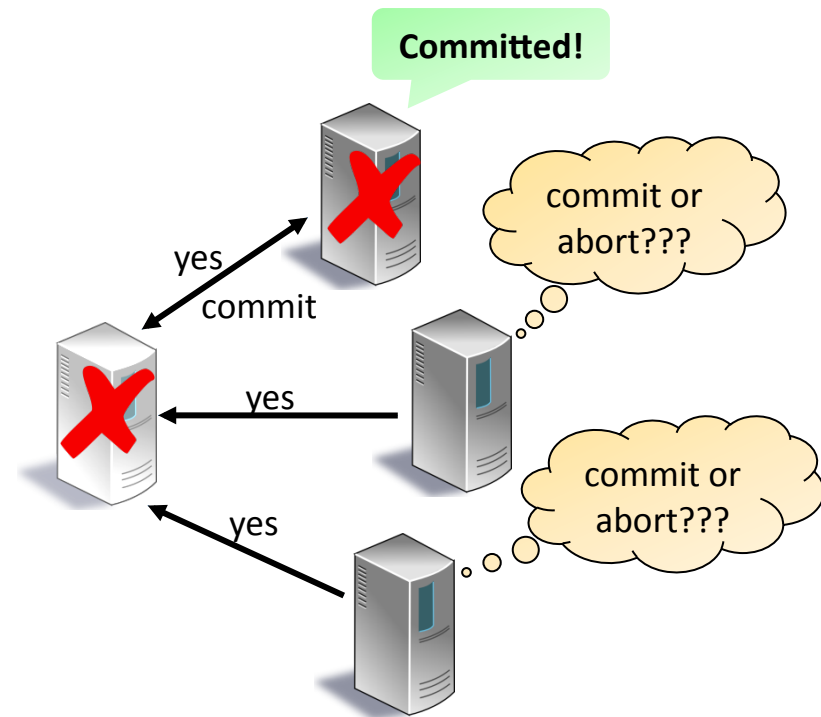 Committed!
commit or
abort???
yes
commit
yes
commit or
abort???
yes